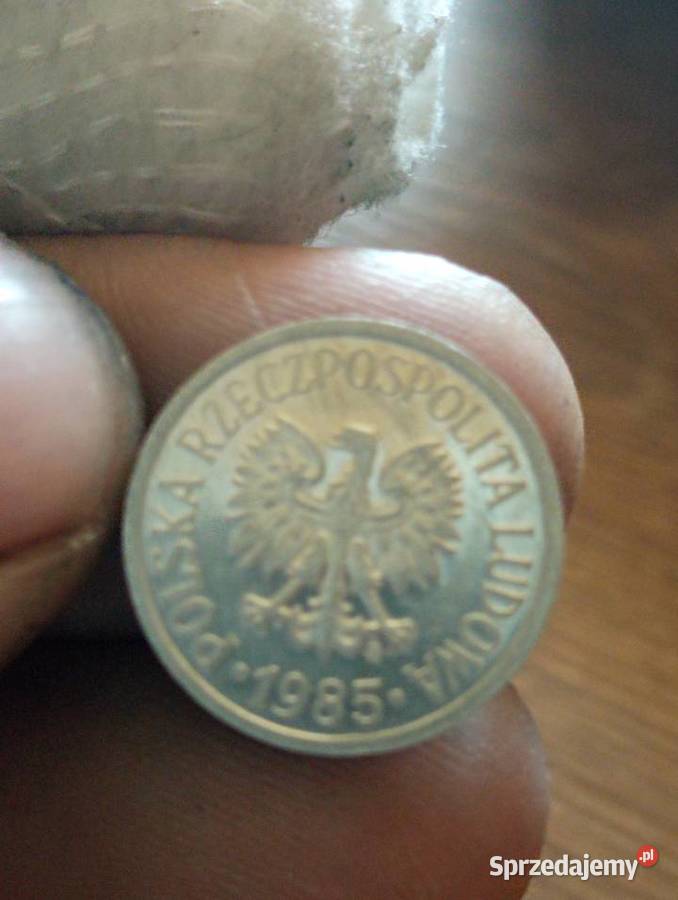 POLSKA RZECZPOSPOLITA LUDOWA
·1985·
Sprzedajemy.pl